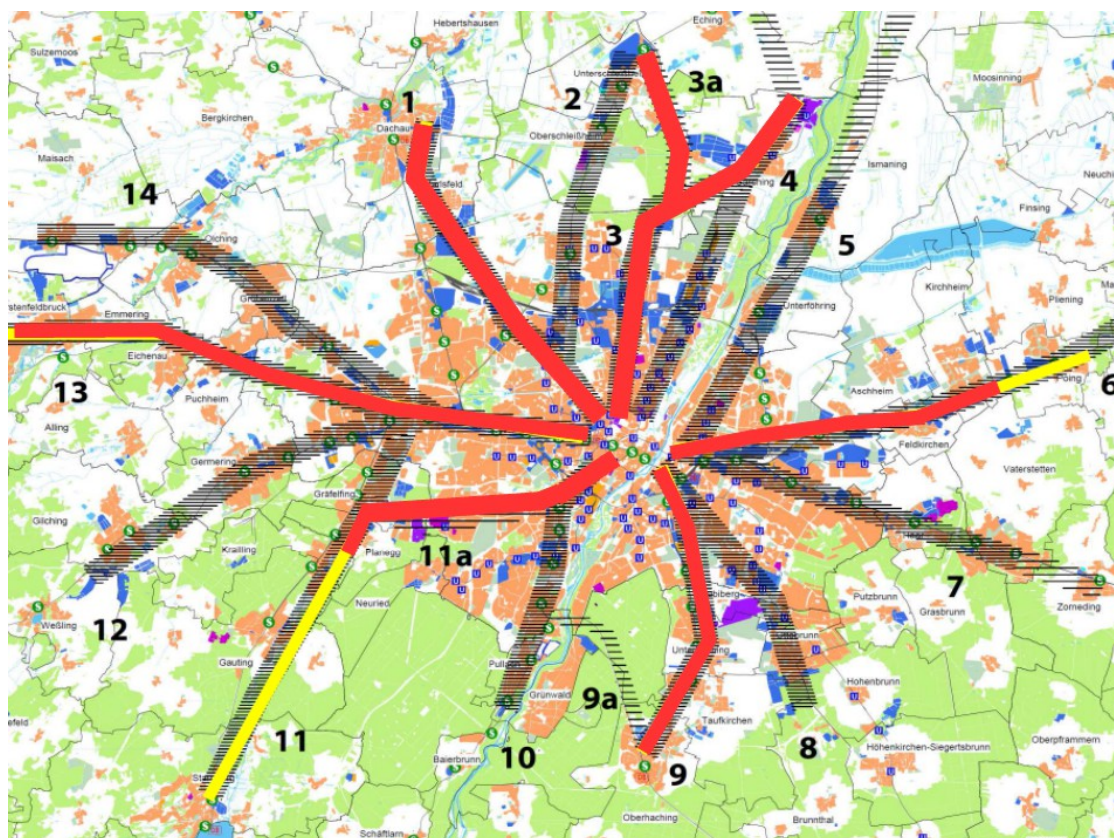 Hebertshausen
Eching
Sulzemoos
Moosinning
1
2
3a
Unterschleißheim
Bergkirchen
Dachau
Oberschleißheim
Maisach
Ismaning
4
Neuching
14
Finsing
Olching
3
5
Kirchheim
Pliening
Unterföhring
Emmering
Eichenau
Poing
6
13
Puchheim
Aschheim
Alling
Feldkirchen
Germering
Vaterstetten
Gräfelfing
Gilching
Krailling
Planegg
11a
Neuried
7
Putzbrunn
Grasbrunn
Zorneding
Weßling
12
Gauting
Pullach
Grünwald
Hohenbrunn
9a
Taufkirchen
11
10
9
8
Höhenkirchen-Siegertsbrunn
Oberpframmern
Baierbrunn
Oberhaching
Brunnthal
Schäftlarn